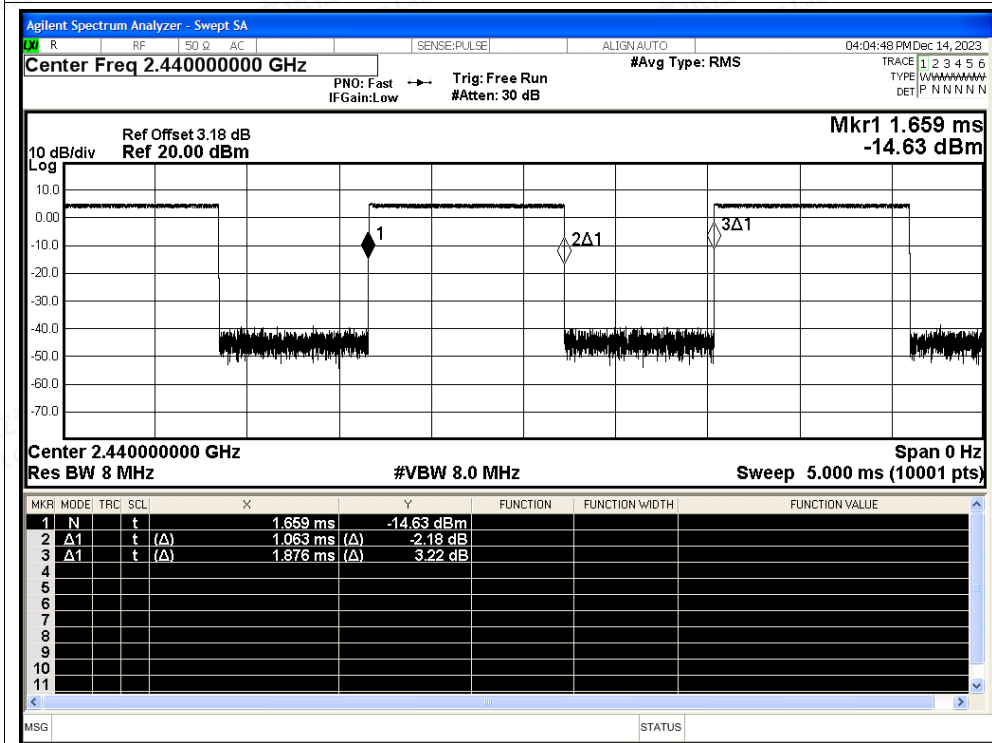 Agilent Spectrum Analyzer - Swept SA
LXI R RF 50 Ω AC SENSE:PULSE ALIGN AUTO 04:04:48 PM Dec 14, 2023
Center Freq 2.440000000 GHz #Avg Type: RMS TRACE 1 2 3 4 5 6
PNO: Fast Trig: Free Run TYPE WWWWWW
IFGain:Low #Atten: 30 dB DET P N N N N N
Mkr1 1.659 ms
Ref Offset 3.18 dB
10 dB/div Ref 20.00 dBm -14.63 dBm
Log
10.0
0.00
1 2Δ1 3Δ1
-10.0
-20.0
-30.0
-40.0
-50.0
-60.0
-70.0
Center 2.440000000 GHz Span 0 Hz
Res BW 8 MHz #VBW 8.0 MHz Sweep 5.000 ms (10001 pts)
MKR MODE TRC SCL X Y FUNCTION FUNCTION WIDTH FUNCTION VALUE
1 N t 1.659 ms -14.63 dBm
2 Δ1 t (Δ) 1.063 ms (Δ) -2.18 dB
3 Δ1 t (Δ) 1.876 ms (Δ) 3.22 dB
4
5
6
7
8
9
10
11
MSG STATUS